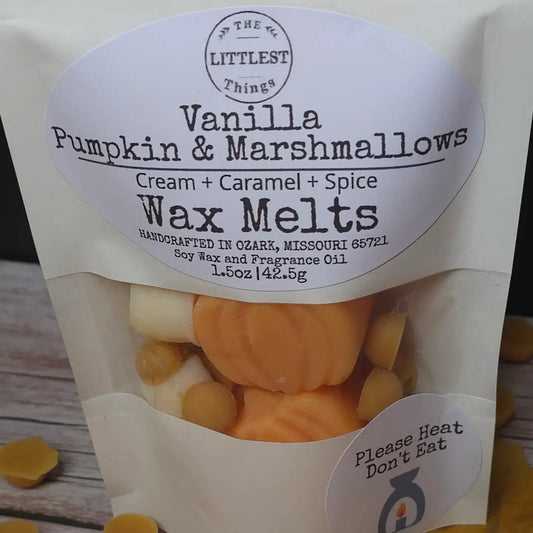 THE
LITTLEST
Things
Vanilla
Pumpkin & Marshmallows
Cream + Caramel + Spice
Wax Melts
HANDCRAFTED IN OZARK, MISSOURI 65721
Soy Wax and Fragrance Oil
1.5oz|42.5g
Please Heat
Don't Eat